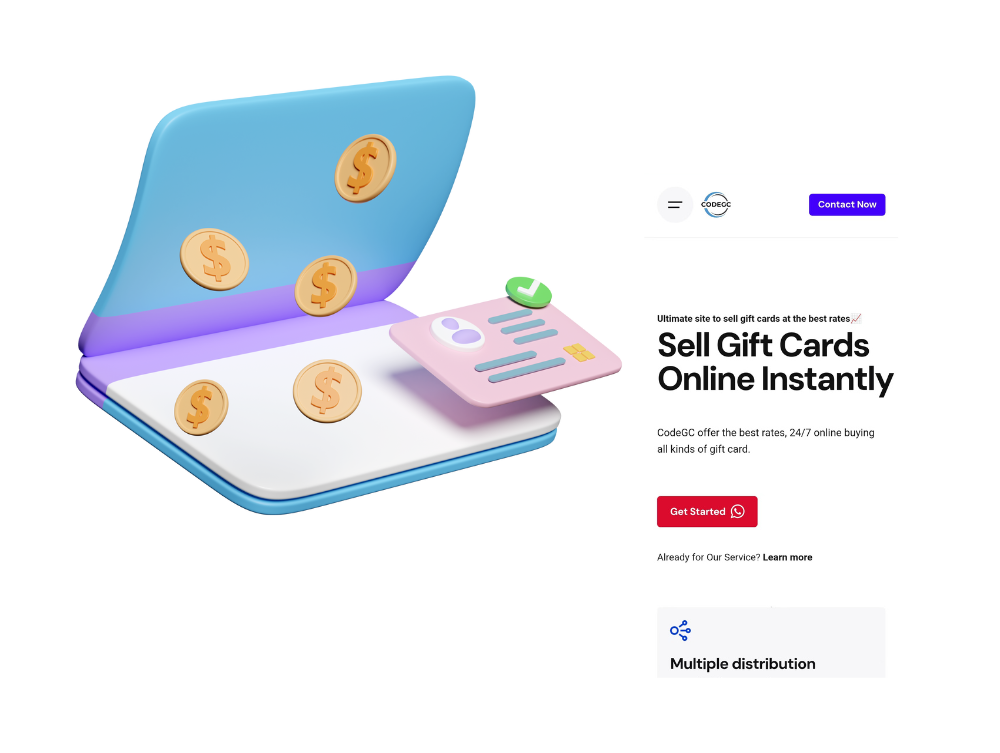 CODEGC
Contact Now
Ultimate site to sell gift cards at the best rates📈
Sell Gift Cards
Online Instantly
CodeGC offer the best rates, 24/7 online buying
all kinds of gift card.
Get Started
Already for Our Service? Learn more
Multiple distribution
$
$
$
$
$